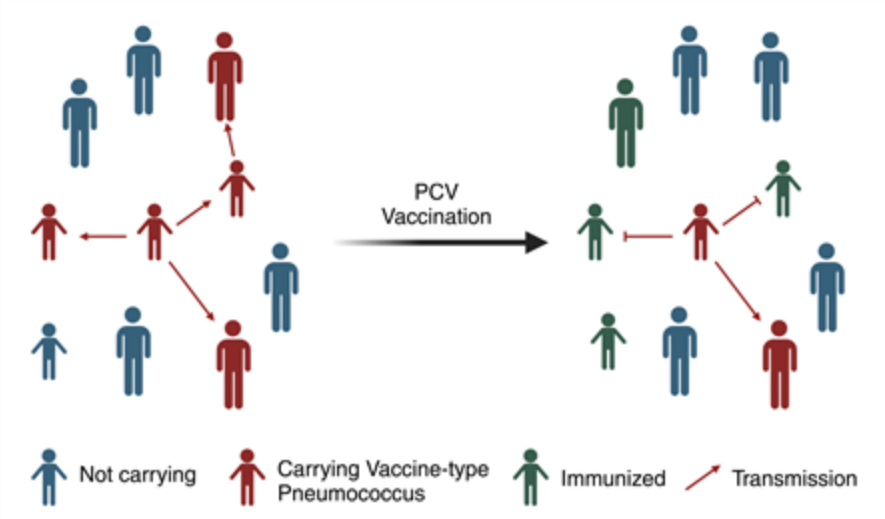 PCV
Vaccination
Not carrying
Carrying Vaccine-type
Pneumococcus
Immunized
Transmission